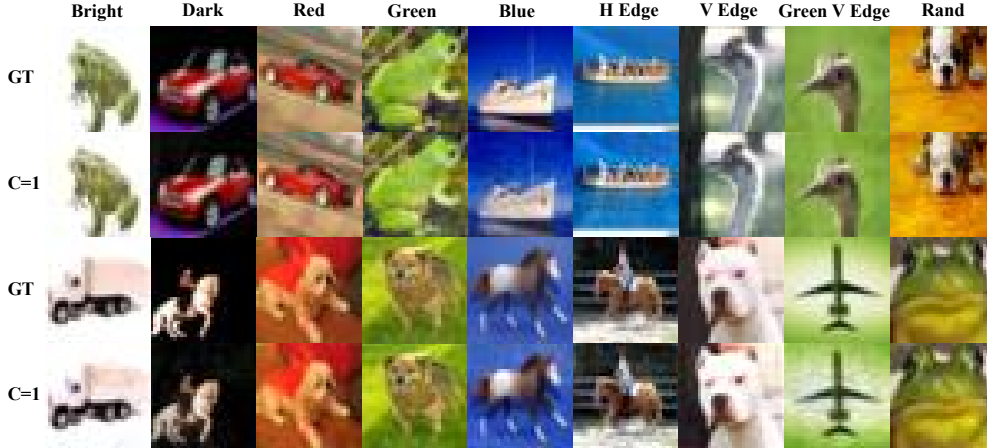 Bright Dark Red Green Blue H Edge V Edge Green V Edge Rand
GT
C=1
GT
C=1